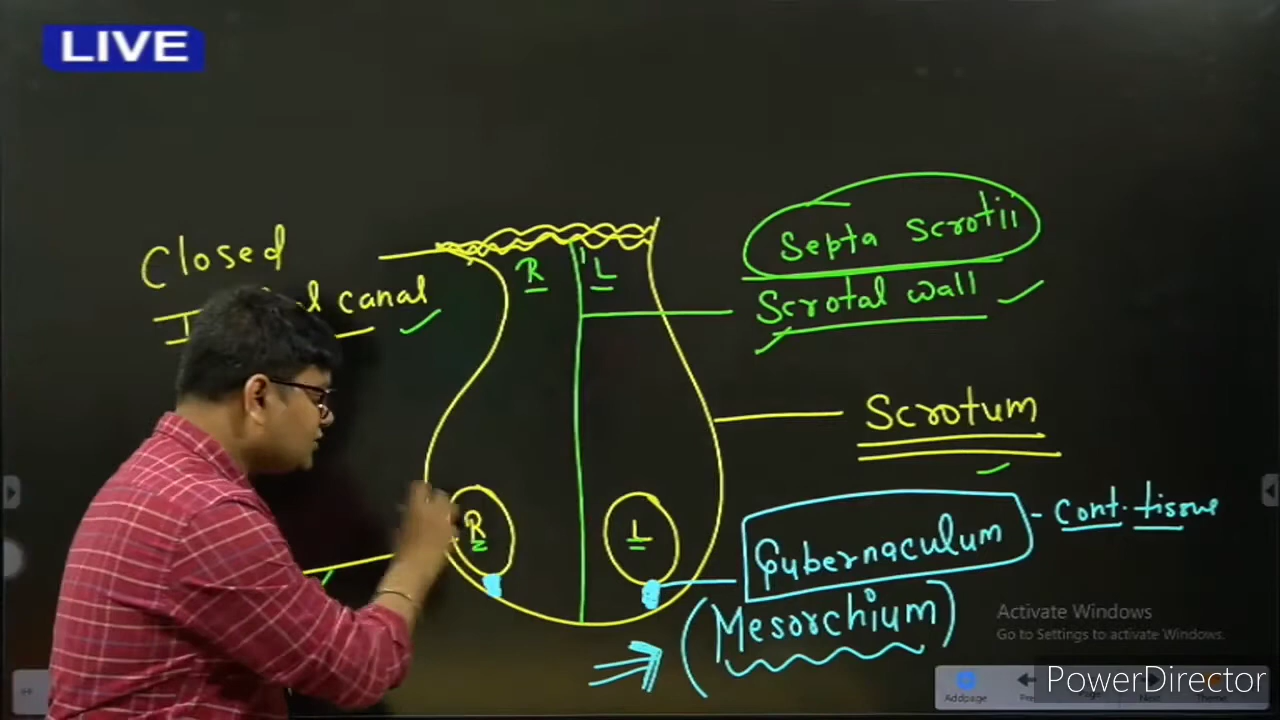 LIVE
Closed
canal
R L
Septa scrotii
Scrotal wall
Scrotum
R L
Gubernaculum - Cont. tissue
(Mesorchium)
Activate Windows
Go to Settings to activate Windows.
Addpage
PowerDirector